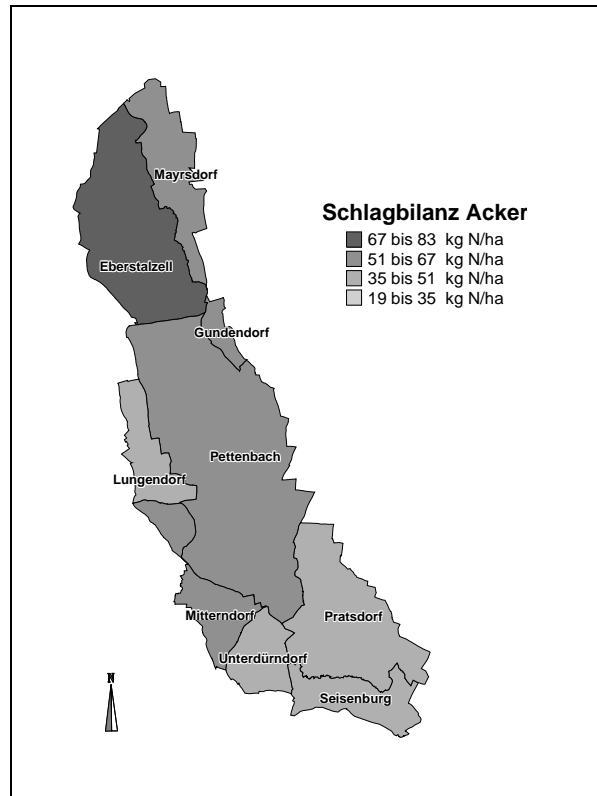 Mayrsdorf
Schlagbilanz Acker
67 bis 83 kg N/ha
51 bis 67 kg N/ha
35 bis 51 kg N/ha
19 bis 35 kg N/ha
Eberstalzell
Gundendorf
Pettenbach
Lungendorf
Mitterndorf
Pratsdorf
Unterdürndorf
Seisenburg
N